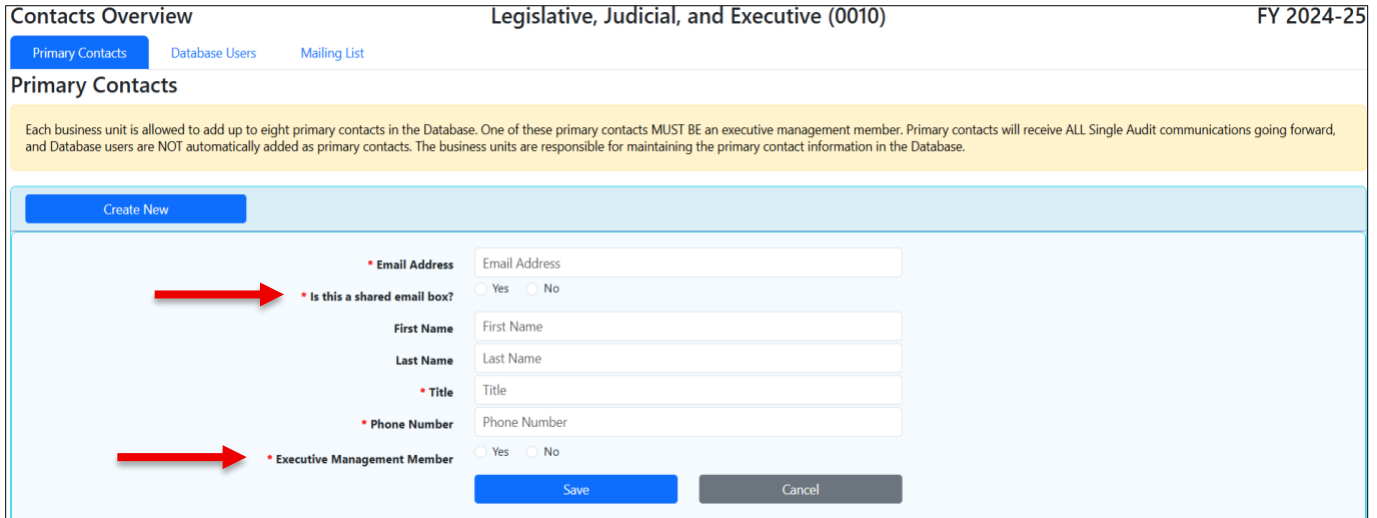 Contacts Overview Legislative, Judicial, and Executive (0010) FY 2024-25
Primary Contacts Database Users Mailing List
Primary Contacts
Each business unit is allowed to add up to eight primary contacts in the Database. One of these primary contacts MUST BE an executive management member. Primary contacts will receive ALL Single Audit communications going forward,
and Database users are NOT automatically added as primary contacts. The business units are responsible for maintaining the primary contact information in the Database.
Create New
* Email Address Email Address
* Is this a shared email box? Yes No
First Name First Name
Last Name Last Name
* Title Title
* Phone Number Phone Number
* Executive Management Member Yes No
Save Cancel